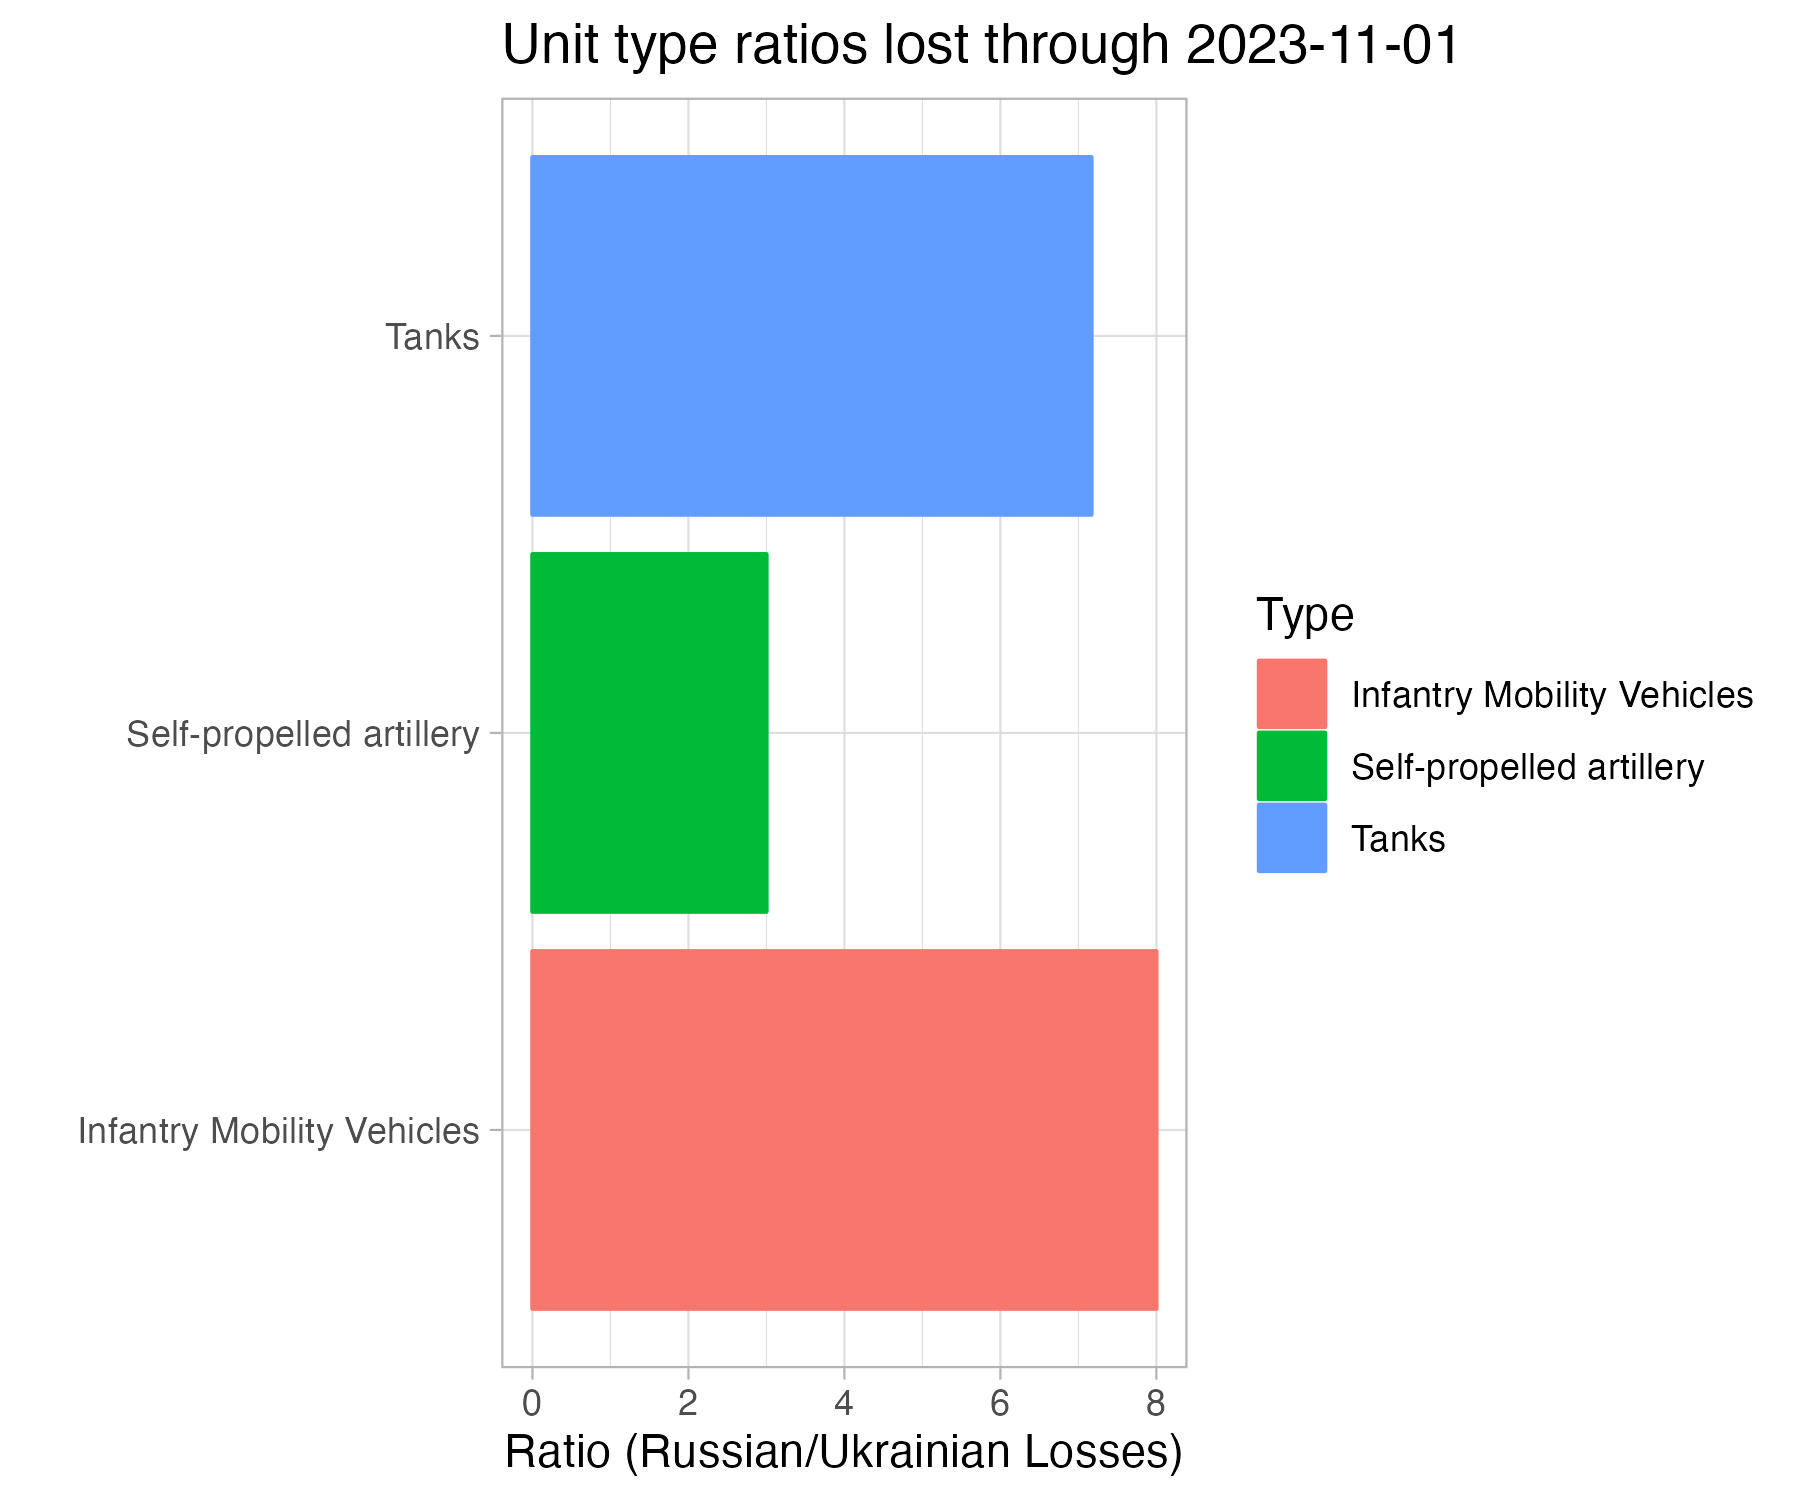 Unit type ratios lost through 2023-11-01
Tanks
Self-propelled artillery
Infantry Mobility Vehicles
0 2 4 6 8
Ratio (Russian/Ukrainian Losses)
Type
Infantry Mobility Vehicles
Self-propelled artillery
Tanks